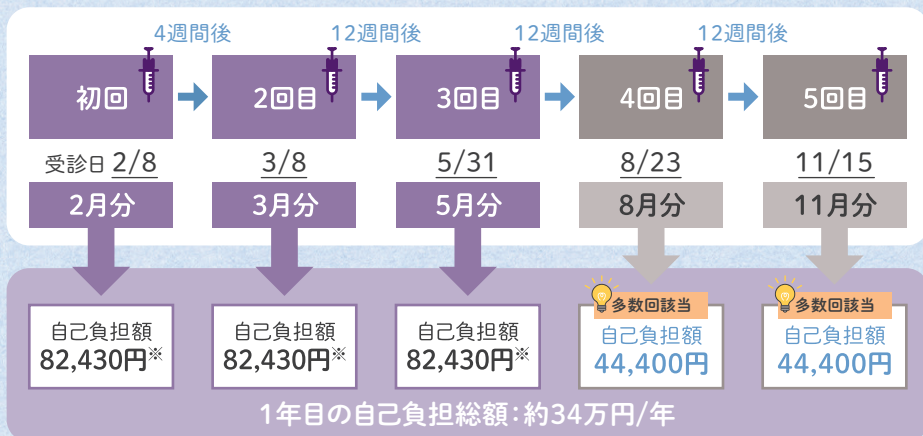 4週間後 12週間後 12週間後 12週間後
初回 2回目 3回目 4回目 5回目
受診日 2/8 3/8 5/31 8/23 11/15
2月分 3月分 5月分 8月分 11月分
多数回該当 多数回該当
自己負担額 自己負担額 自己負担額 自己負担額 自己負担額
82,430円※ 82,430円※ 82,430円※ 44,400円 44,400円
1年目の自己負担総額:約34万円/年